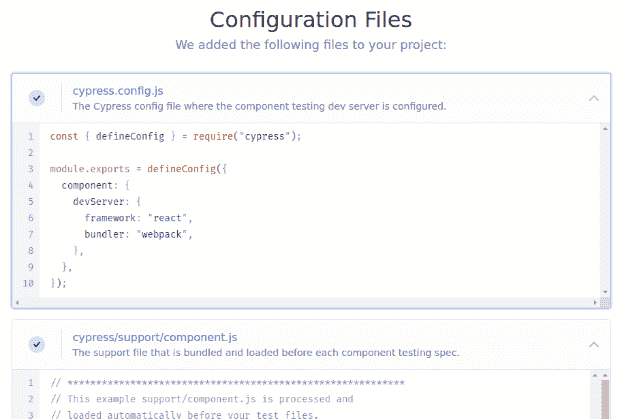 Configuration Files
We added the following files to your project:
cypress.config.js
The Cypress config file where the component testing dev server is configured.
1 const { defineConfig } = require("cypress");
2
3 module.exports = defineConfig({
4 component: {
5 devServer: {
6 framework: "react",
7 bundler: "webpack",
8 },
9 },
10 });
cypress/support/component.js
The support file that is bundled and loaded before each component testing spec.
1 // ***********************************************************
2 // This example support/component.js is processed and
3 // loaded automatically before your test files.